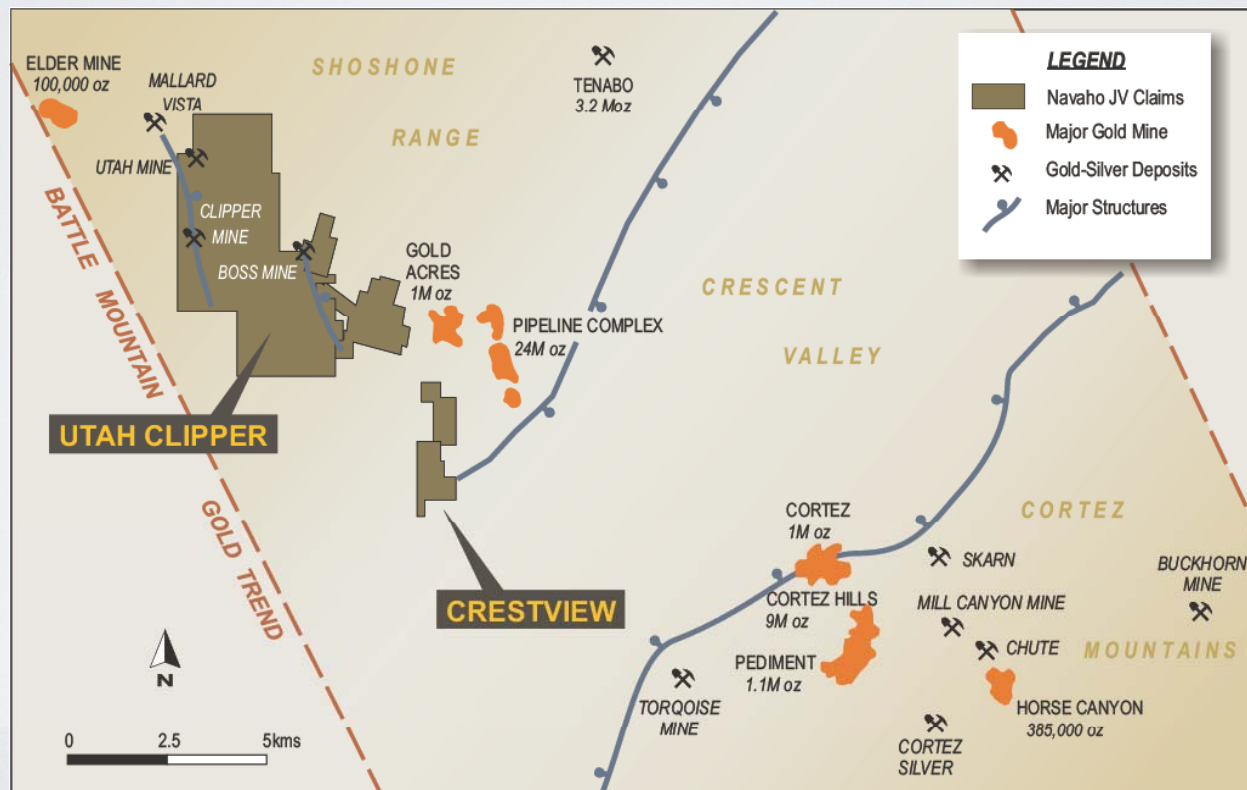 ELDER MINE
100,000 oz
MALLARD
VISTA
UTAH MINE
CLIPPER
MINE
BOSS MINE
SHOSHONE
RANGE
TENABO
3.2 Moz
LEGEND
Navaho JV Claims
Major Gold Mine
Gold-Silver Deposits
Major Structures
BATTLE MOUNTAIN
GOLD TREND
GOLD
ACRES
1M oz
PIPELINE COMPLEX
24M oz
CRESCENT
VALLEY
UTAH CLIPPER
CRESTVIEW
CORTEZ
1M oz
CORTEZ HILLS
9M oz
PEDIMENT
1.1M oz
TORQOISE
MINE
CORTEZ
MOUNTAINS
SKARN
BUCKHORN
MINE
MILL CANYON MINE
CHUTE
HORSE CANYON
385,000 oz
CORTEZ
SILVER
N
0 2.5 5kms